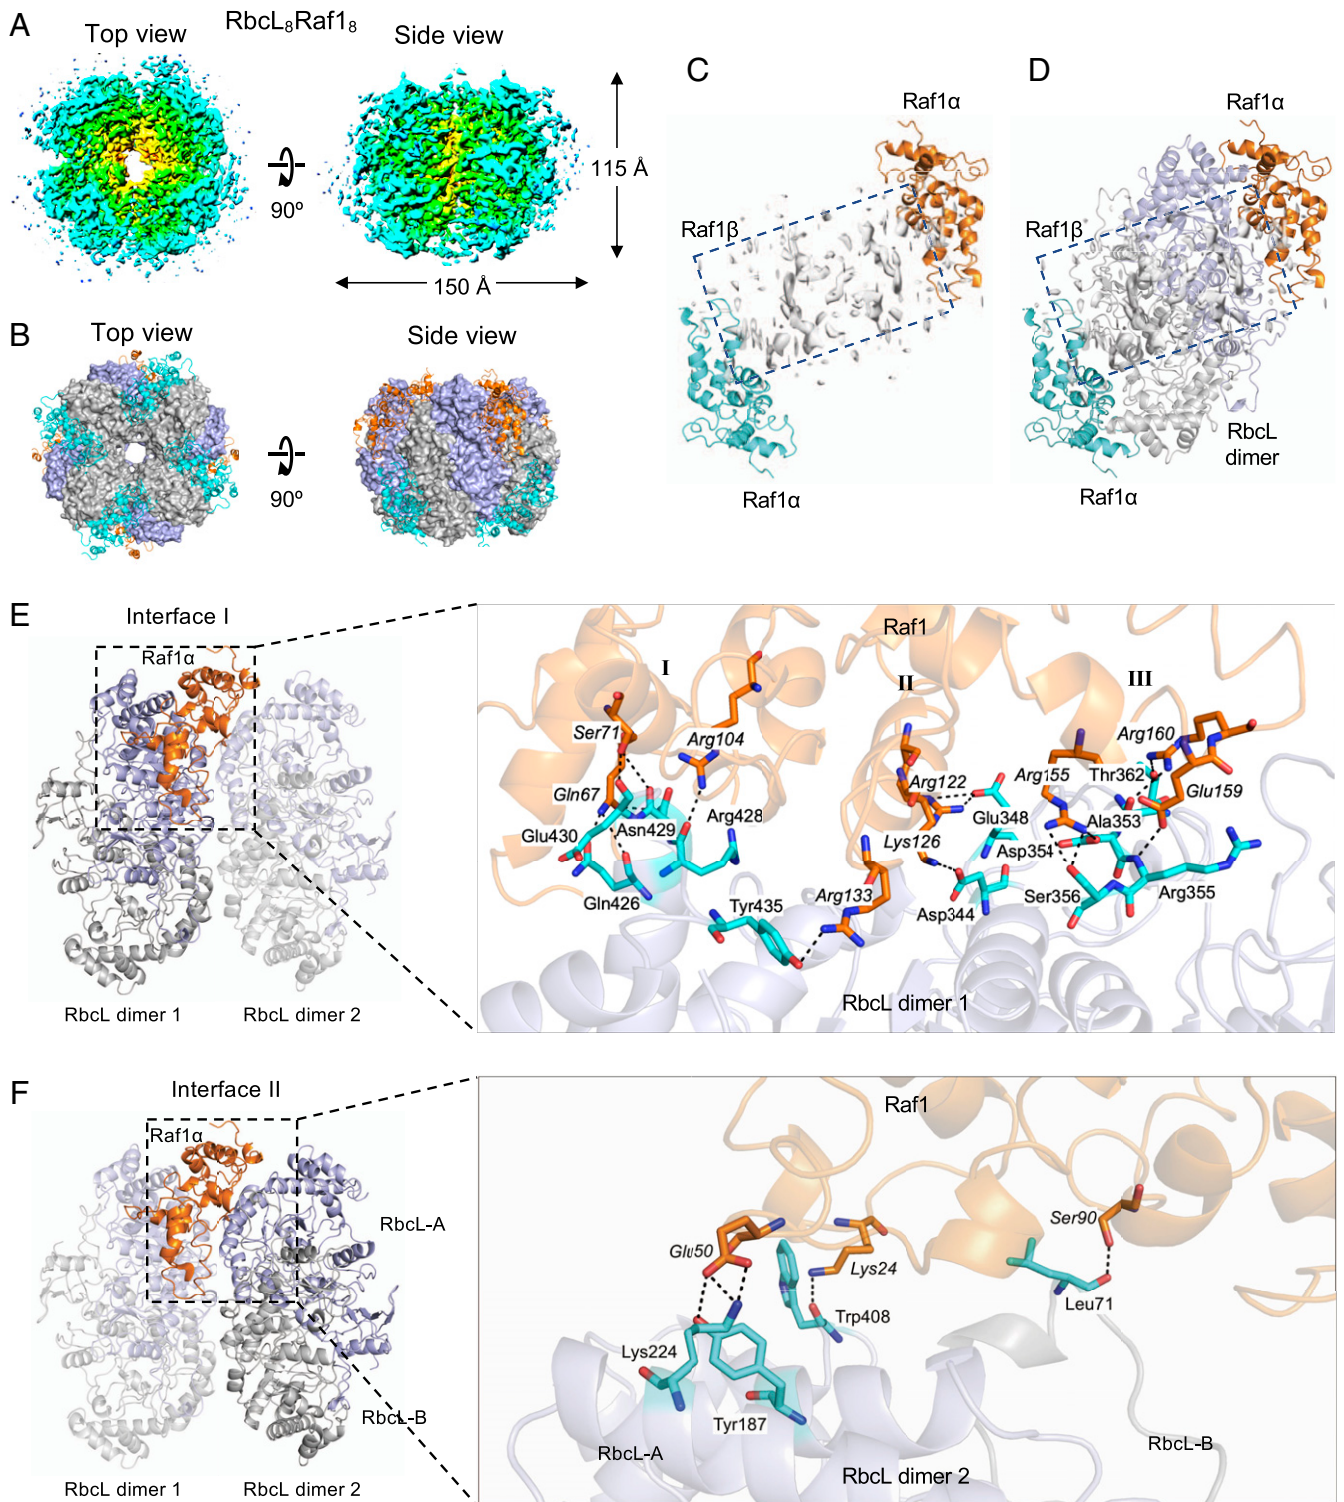 A
RbcL₈Raf1₈
Top view
Side view
90º
115 Å
150 Å
B
Top view
Side view
90º
C
Raf1α
Raf1β
Raf1α
D
Raf1α
Raf1β
RbcL
dimer
Raf1α
E
Interface I
Raf1α
RbcL dimer 1
RbcL dimer 2
Raf1
I
II
III
Ser71
Arg104
Arg160
Gln67
Arg122
Arg155
Thr362
Glu159
Glu430
Asn429
Arg428
Glu348
Ala353
Lys126
Asp354
Gln426
Tyr435
Arg133
Asp344
Ser356
Arg355
RbcL dimer 1
F
Interface II
Raf1α
RbcL-A
RbcL-B
RbcL dimer 1
RbcL dimer 2
Raf1
Glu50
Lys24
Ser90
Trp408
Leu71
Lys224
Tyr187
RbcL-A
RbcL-B
RbcL dimer 2